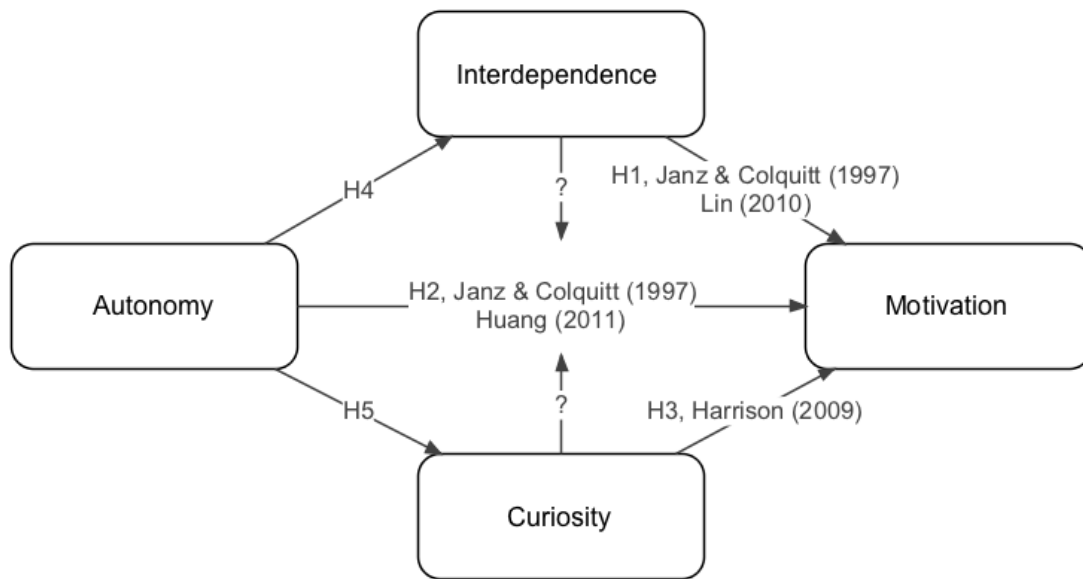 Interdependence
?
H1, Janz & Colquitt (1997)
Lin (2010)
H4
Autonomy
H2, Janz & Colquitt (1997)
Huang (2011)
Motivation
H5
?
H3, Harrison (2009)
Curiosity